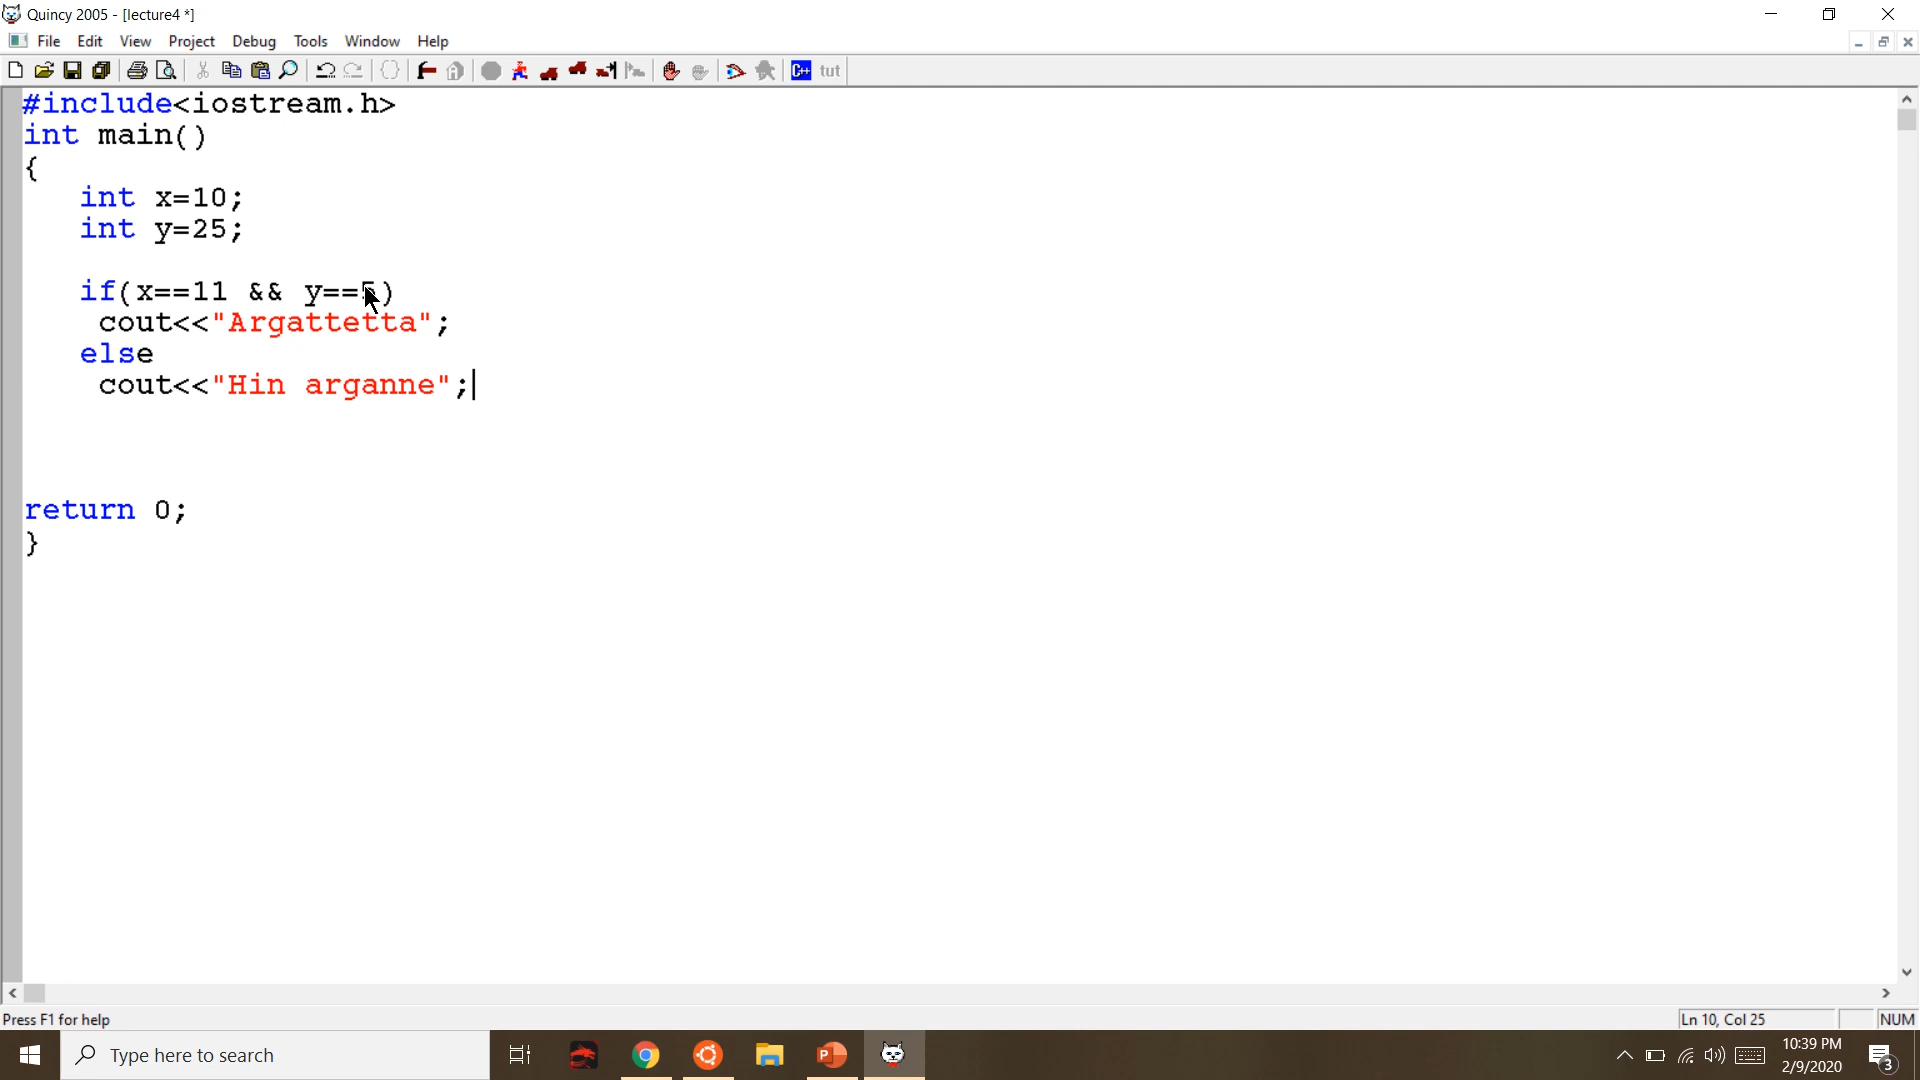 Quincy 2005 - [lecture4 *]
File Edit View Project Debug Tools Window Help
C++ tut
#include<iostream.h>
int main()
{
int x=10;
int y=25;
if(x==11 && y==5)
cout<<"Argattetta";
else
cout<<"Hin arganne";
return 0;
}
Press F1 for help
Ln 10, Col 25
NUM
Type here to search
10:39 PM
2/9/2020
3